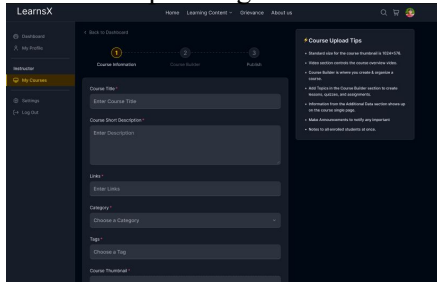 LearnsX
Home Learning Content Grievance About us
Dashboard
My Profile
Instructor
My Courses
Settings
Log Out
< Back to Dashboard
1 2 3
Course Information Course Builder Publish
Course Title *
Enter Course Title
Course Short Description *
Enter Description
Links *
Enter Links
Category *
Choose a Category
Tags *
Choose a Tag
Course Thumbnail *
⚡Course Upload Tips
• Standard size for the course thumbnail is 1024x576.
• Video section controls the course overview video.
• Course Builder is where you create & organize a
course.
• Add Topics in the Course Builder section to create
lessons, quizzes, and assignments.
• Information from the Additional Data section shows up
on the course single page.
• Make Announcements to notify any important
• Notes to all enrolled students at once.